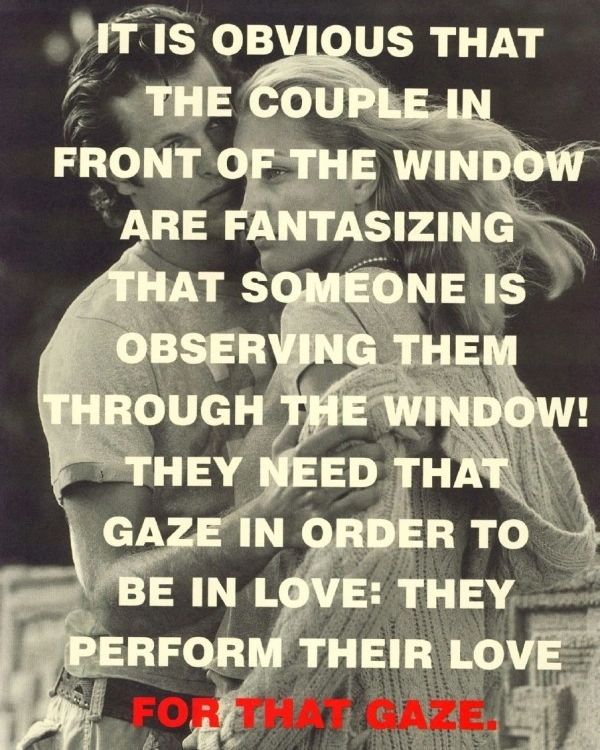 IT IS OBVIOUS THAT
THE COUPLE IN
FRONT OF THE WINDOW
ARE FANTASIZING
THAT SOMEONE IS
OBSERVING THEM
THROUGH THE WINDOW!
THEY NEED THAT
GAZE IN ORDER TO
BE IN LOVE: THEY
PERFORM THEIR LOVE
FOR THAT GAZE.